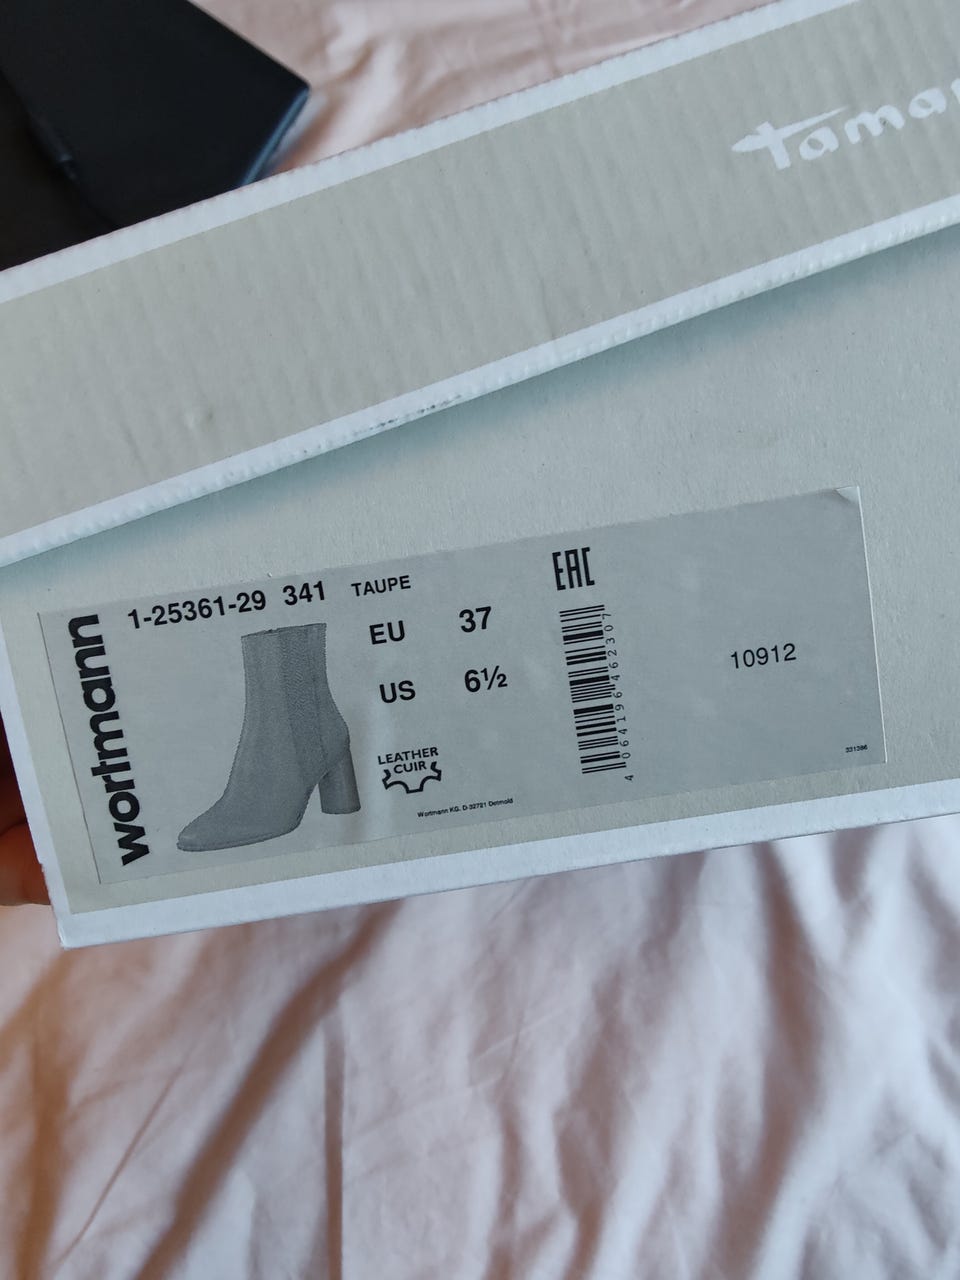 Tama
wortmann
1-25361-29 341 TAUPE
EU 37
US 6½
LEATHER
CUIR
Wortmann KG. D-32721 Detmold
EAC
4 064196 462307
10912
331386